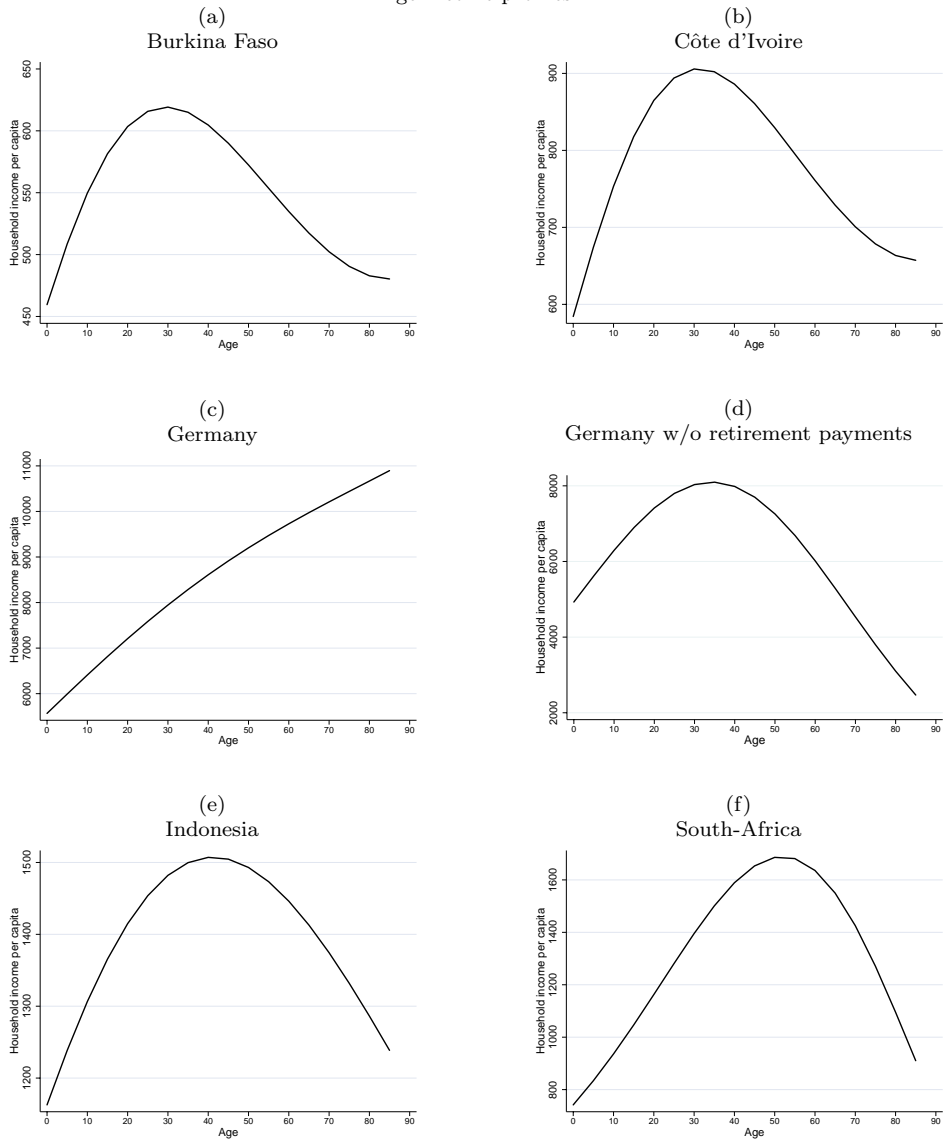 (a)
Burkina Faso
Household income per capita
650
600
550
500
450
0 10 20 30 40 50 60 70 80 90
Age
(b)
Côte d'Ivoire
Household income per capita
900
800
700
600
0 10 20 30 40 50 60 70 80 90
Age
(c)
Germany
Household income per capita
11000
10000
9000
8000
7000
6000
0 10 20 30 40 50 60 70 80 90
Age
(d)
Germany w/o retirement payments
Household income per capita
8000
6000
4000
2000
0 10 20 30 40 50 60 70 80 90
Age
(e)
Indonesia
Household income per capita
1500
1400
1300
1200
0 10 20 30 40 50 60 70 80 90
Age
(f)
South-Africa
Household income per capita
1600
1400
1200
1000
800
0 10 20 30 40 50 60 70 80 90
Age